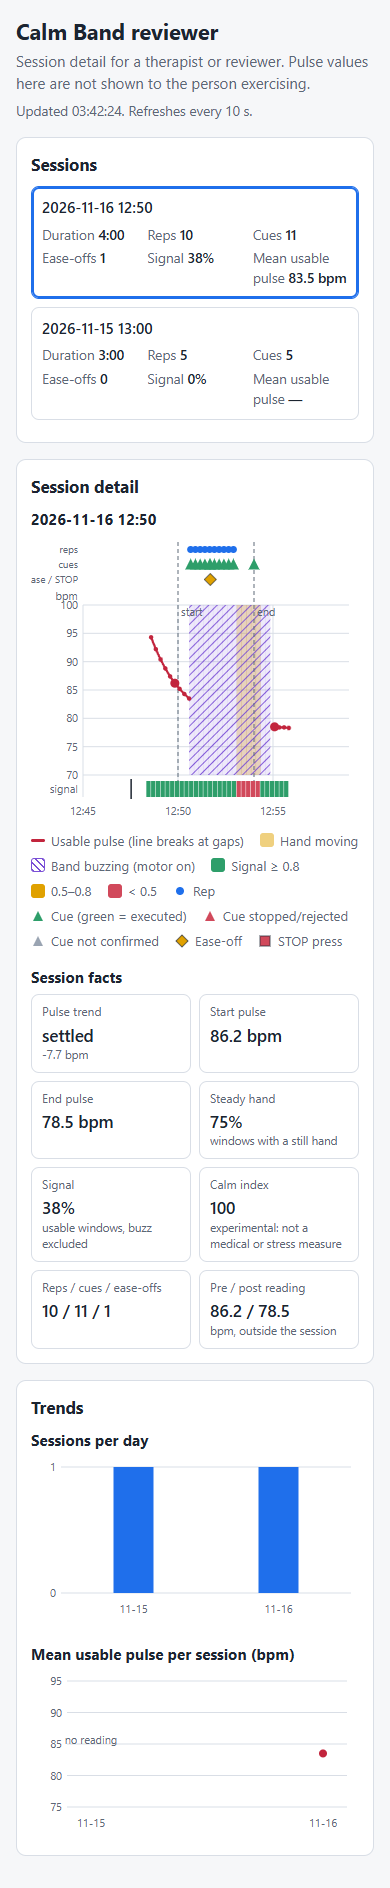 Calm Band reviewer
Session detail for a therapist or reviewer. Pulse values
here are not shown to the person exercising.
Updated 03:42:24. Refreshes every 10 s.
Sessions
2026-11-16 12:50
Duration 4:00 Reps 10 Cues 11
Ease-offs 1 Signal 38% Mean usable
pulse 83.5 bpm
2026-11-15 13:00
Duration 3:00 Reps 5 Cues 5
Ease-offs 0 Signal 0% Mean usable
pulse —
Session detail
2026-11-16 12:50
reps
cues
ase / STOP
bpm
100
start end
95
90
85
80
75
70
signal
12:45 12:50 12:55
Usable pulse (line breaks at gaps) Hand moving
Band buzzing (motor on) Signal ≥ 0.8
0.5–0.8 < 0.5 Rep
Cue (green = executed) Cue stopped/rejected
Cue not confirmed Ease-off STOP press
Session facts
Pulse trend Start pulse
settled 86.2 bpm
-7.7 bpm
End pulse Steady hand
78.5 bpm 75%
windows with a still hand
Signal Calm index
38% 100
usable windows, buzz experimental: not a
excluded medical or stress measure
Reps / cues / ease-offs Pre / post reading
10 / 11 / 1 86.2 / 78.5
bpm, outside the session
Trends
Sessions per day
1
0
11-15 11-16
Mean usable pulse per session (bpm)
95
90
85 no reading
80
75
11-15 11-16